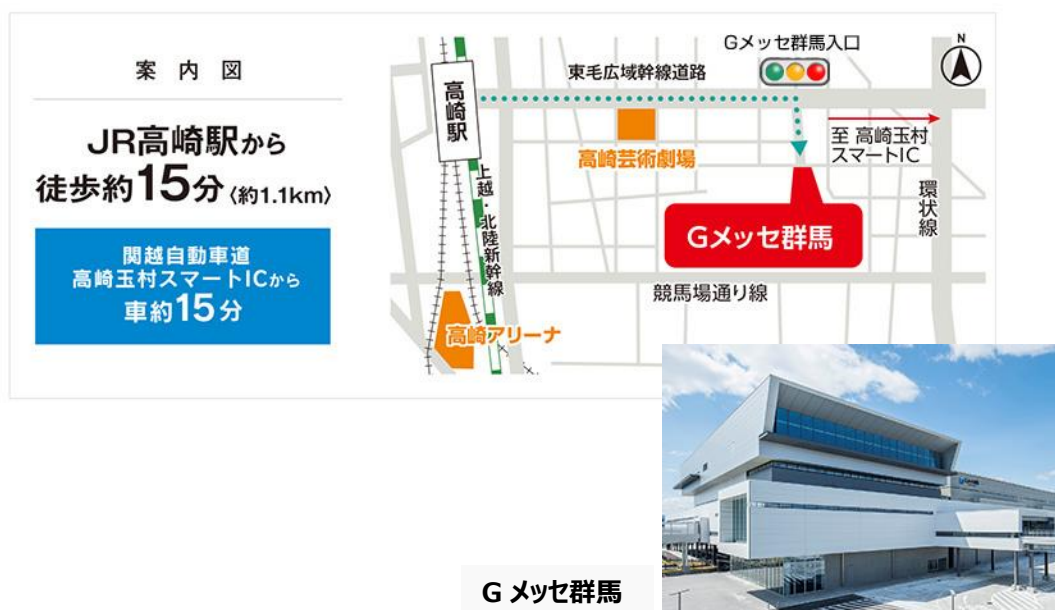 案内図
JR高崎駅から
徒歩約15分〈約1.1km〉
関越自動車道
高崎玉村スマートICから
車約15分
N
Gメッセ群馬入口
東毛広域幹線道路
高崎駅
高崎芸術劇場
至 高崎玉村
スマートIC
環状線
上越・北陸新幹線
Gメッセ群馬
競馬場通り線
高崎アリーナ
G メッセ群馬